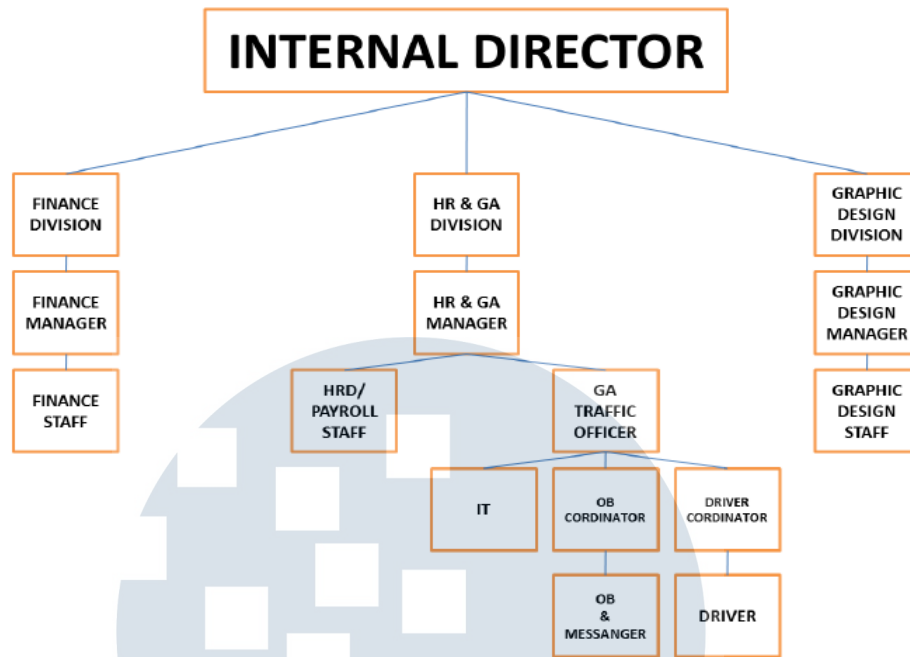 INTERNAL DIRECTOR
FINANCE
DIVISION
HR & GA
DIVISION
GRAPHIC
DESIGN
DIVISION
FINANCE
MANAGER
HR & GA
MANAGER
GRAPHIC
DESIGN
MANAGER
FINANCE
STAFF
HRD/
PAYROLL
STAFF
GA
TRAFFIC
OFFICER
GRAPHIC
DESIGN
STAFF
IT
OB
CORDINATOR
DRIVER
CORDINATOR
OB
&
MESSANGER
DRIVER